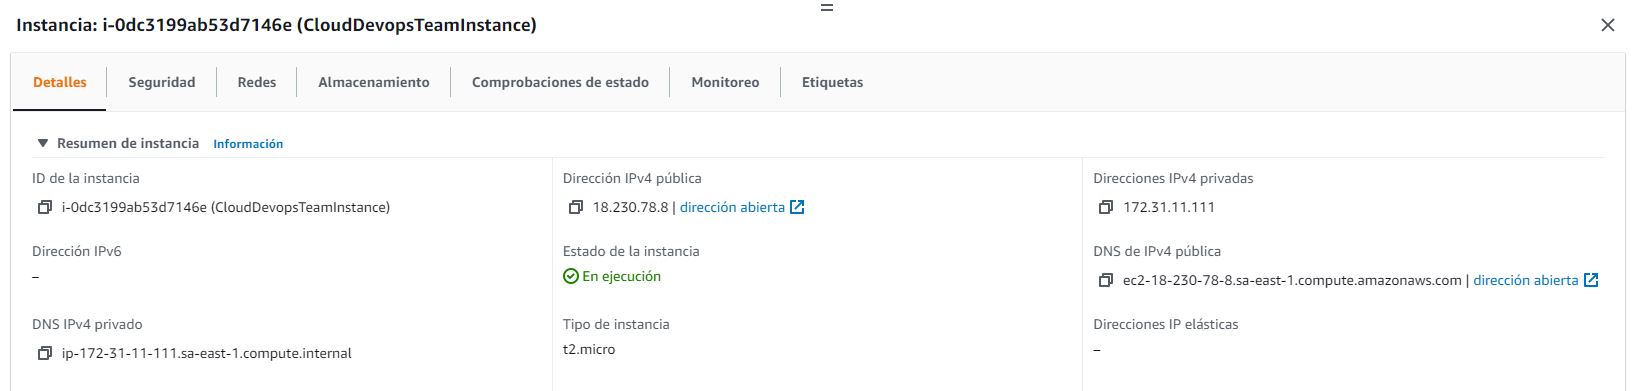 Instancia: i-0dc3199ab53d7146e (CloudDevopsTeamInstance)
Detalles
Seguridad
Redes
Almacenamiento
Comprobaciones de estado
Monitoreo
Etiquetas
Resumen de instancia Información
ID de la instancia
i-0dc3199ab53d7146e (CloudDevopsTeamInstance)
Dirección IPv4 pública
18.230.78.8 | dirección abierta
Direcciones IPv4 privadas
172.31.11.111
Dirección IPv6
–
Estado de la instancia
En ejecución
DNS de IPv4 pública
ec2-18-230-78-8.sa-east-1.compute.amazonaws.com | dirección abierta
DNS IPv4 privado
ip-172-31-11-111.sa-east-1.compute.internal
Tipo de instancia
t2.micro
Direcciones IP elásticas
–